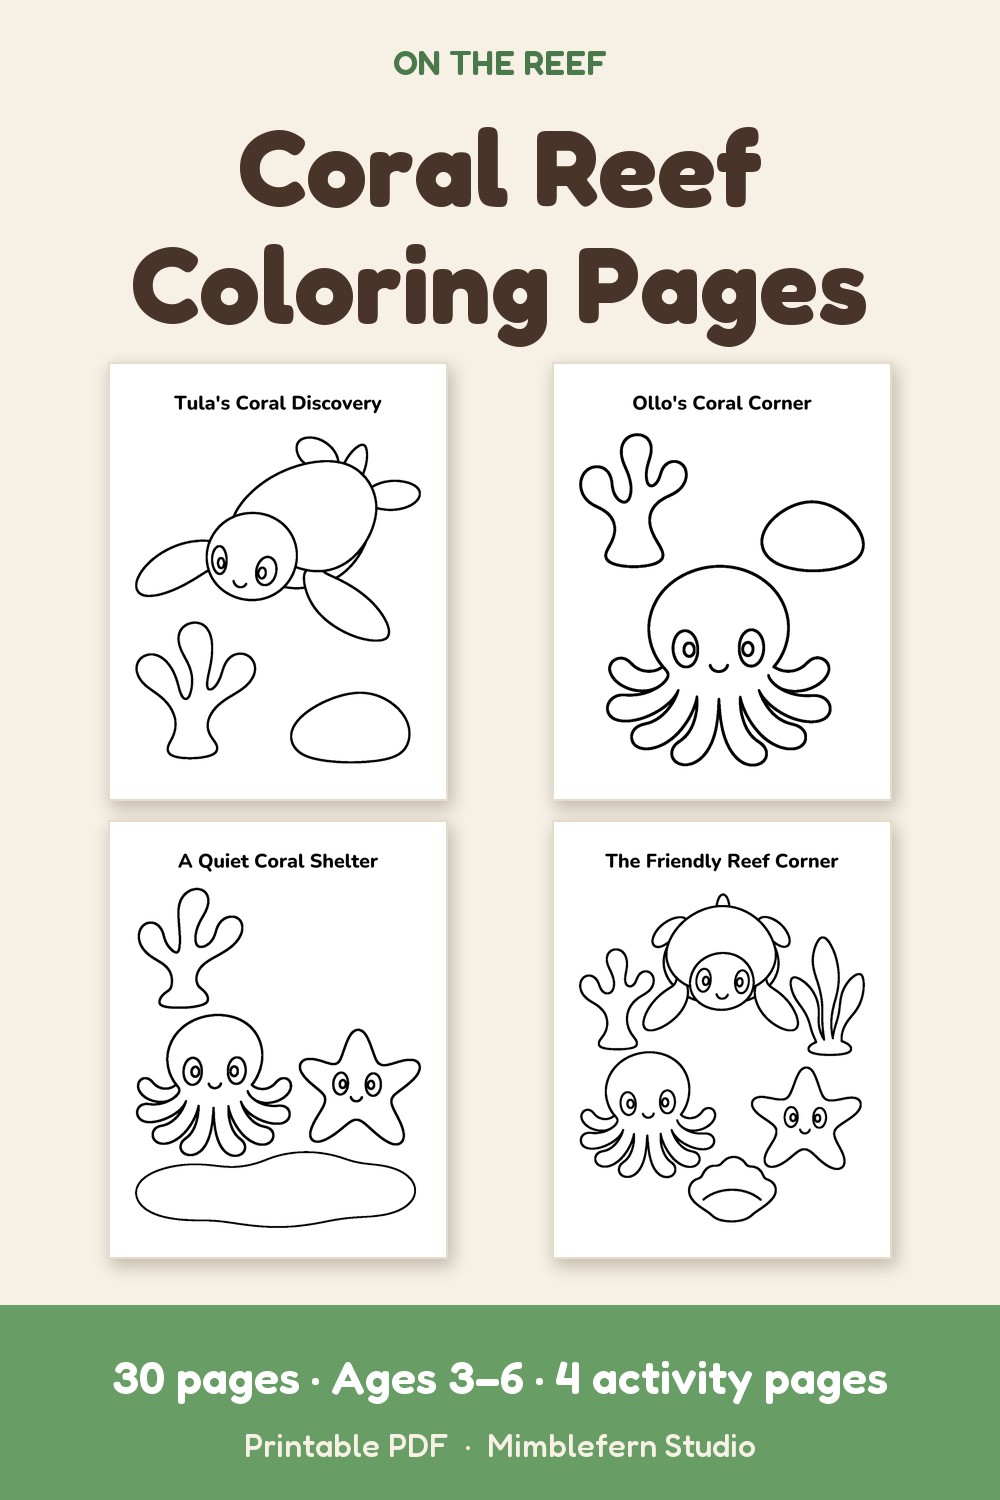 ON THE REEF
Coral Reef
Coloring Pages
Tula's Coral Discovery
Ollo's Coral Corner
A Quiet Coral Shelter
The Friendly Reef Corner
30 pages · Ages 3–6 · 4 activity pages
Printable PDF · Mimblefern Studio